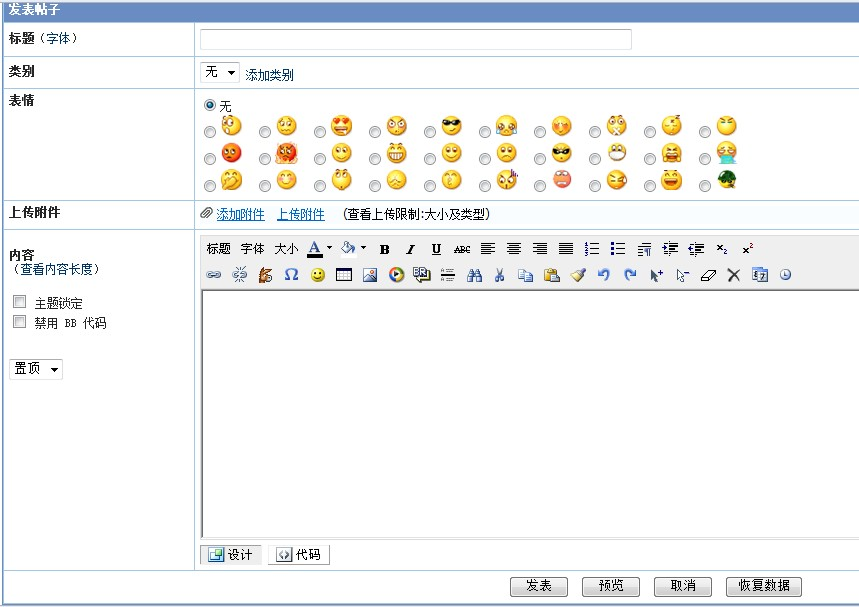 发表帖子
标题（字体）
类别
无 添加类别
表情
无
上传附件
添加附件 上传附件 (查看上传限制:大小及类型)
内容
（查看内容长度）
标题 字体 大小 A B I U ABC x₂ x²
主题锁定
禁用 BB 代码
置顶
设计 代码
发表 预览 取消 恢复数据